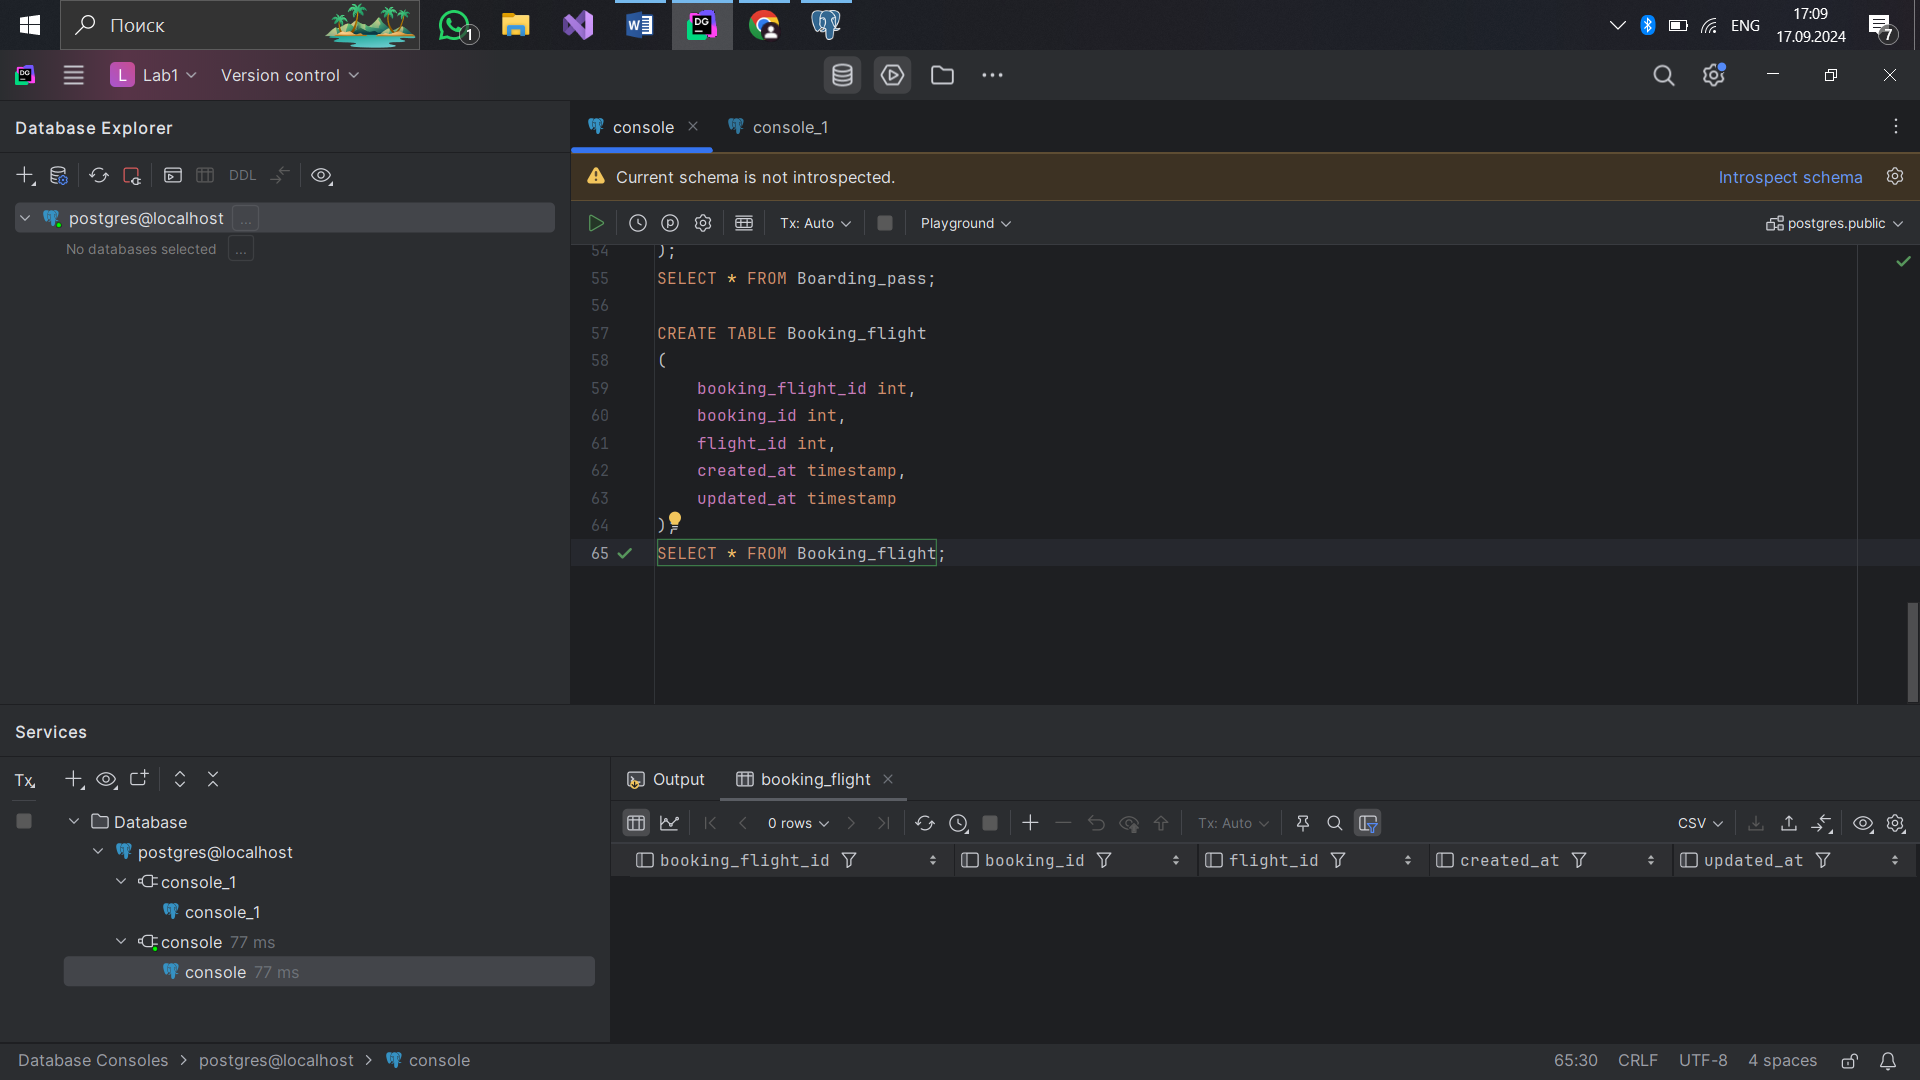 Поиск
1
ENG
17:09
17.09.2024
7
L Lab1
Version control
Database Explorer
DDL
postgres@localhost ...
No databases selected ...
console
console_1
Current schema is not introspected.
Introspect schema
Tx: Auto
Playground
postgres.public
54 );
55 SELECT * FROM Boarding_pass;
56
57 CREATE TABLE Booking_flight
58 (
59 booking_flight_id int,
60 booking_id int,
61 flight_id int,
62 created_at timestamp,
63 updated_at timestamp
64 );
65 SELECT * FROM Booking_flight;
Services
Tx
Database
postgres@localhost
console_1
console_1
console 77 ms
console 77 ms
Output
booking_flight
0 rows
Tx: Auto
CSV
booking_flight_id
booking_id
flight_id
created_at
updated_at
Database Consoles > postgres@localhost > console
65:30
CRLF
UTF-8
4 spaces